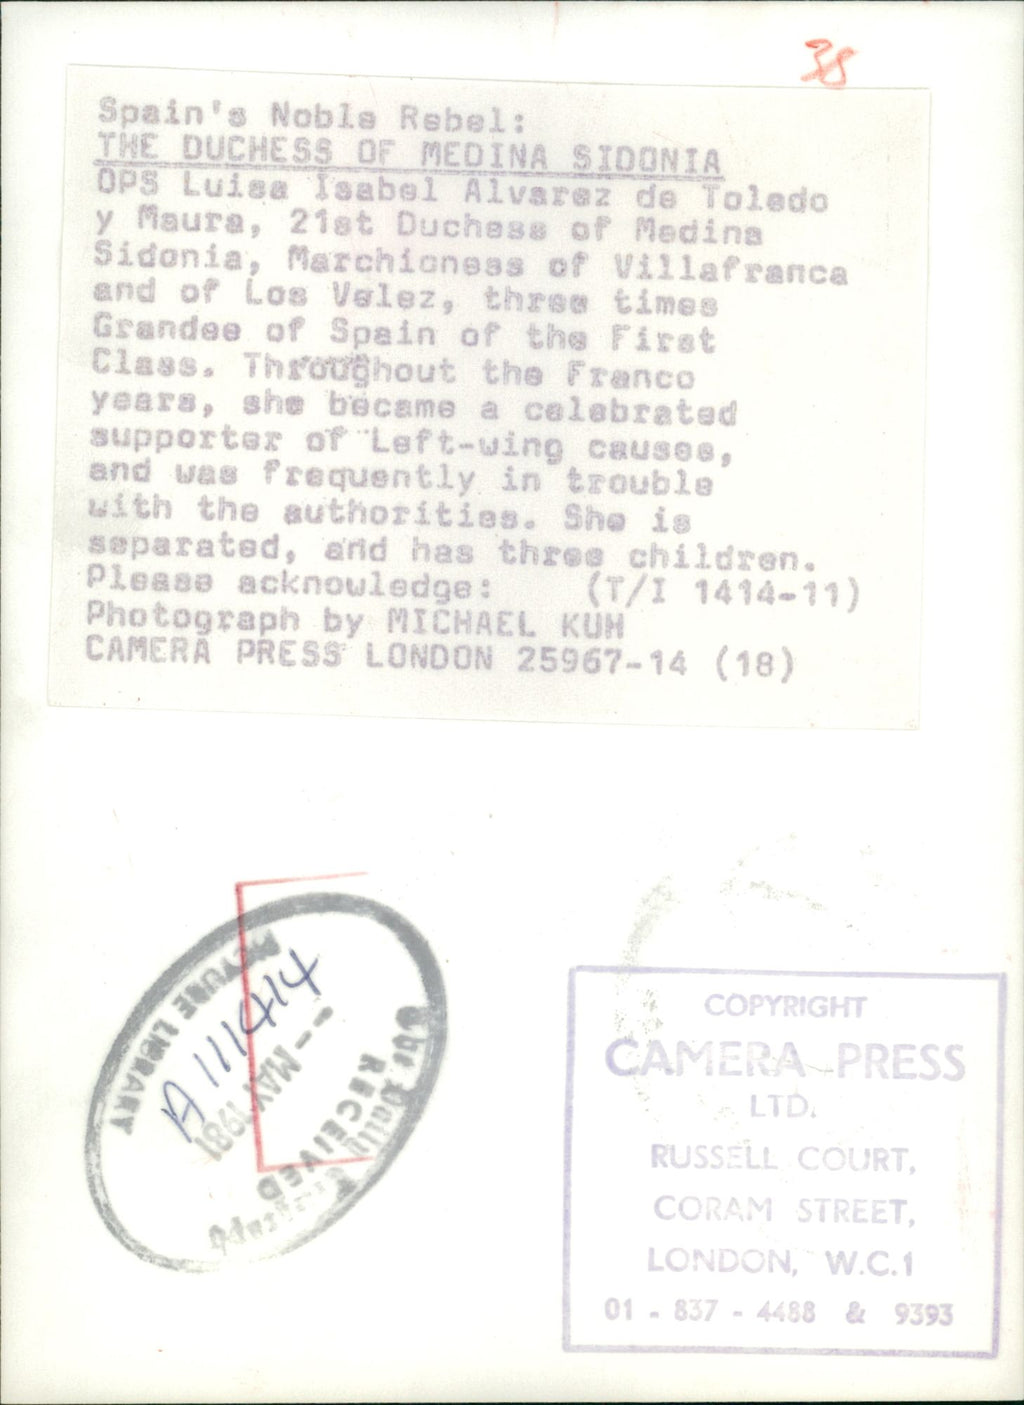 38
Spain's Noble Rebel:
THE DUCHESS OF MEDINA SIDONIA
OPS Luisa Isabel Alvarez de Toledo
y Maura, 21st Duchess of Medina
Sidonia, Marchioness of Villafranca
and of Los Velez, three times
Grandee of Spain of the First
Class. Throughout the Franco
years, she became a celebrated
supporter of Left-wing causes,
and was frequently in trouble
with the authorities. She is
separated, and has three children.
Please acknowledge: (T/I 1414-11)
Photograph by MICHAEL KUH
CAMERA PRESS LONDON 25967-14 (18)
PICTURE LIBRARY
A111414
-- MAY 1981
RECEIVED
The Daily Telegraph
COPYRIGHT
CAMERA PRESS
LTD.
RUSSELL COURT,
CORAM STREET,
LONDON, W.C.1
01 - 837 - 4488 & 9393